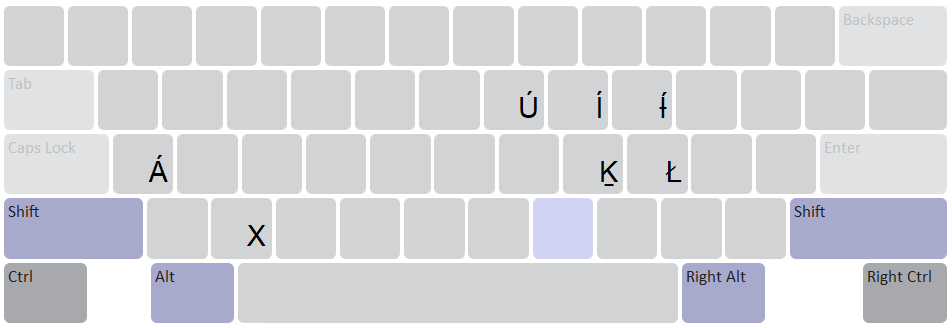 Backspace
Tab Ú Í Ɨ́
Caps Lock Á Ḵ Ł Enter
Shift X Shift
Ctrl Alt Right Alt Right Ctrl